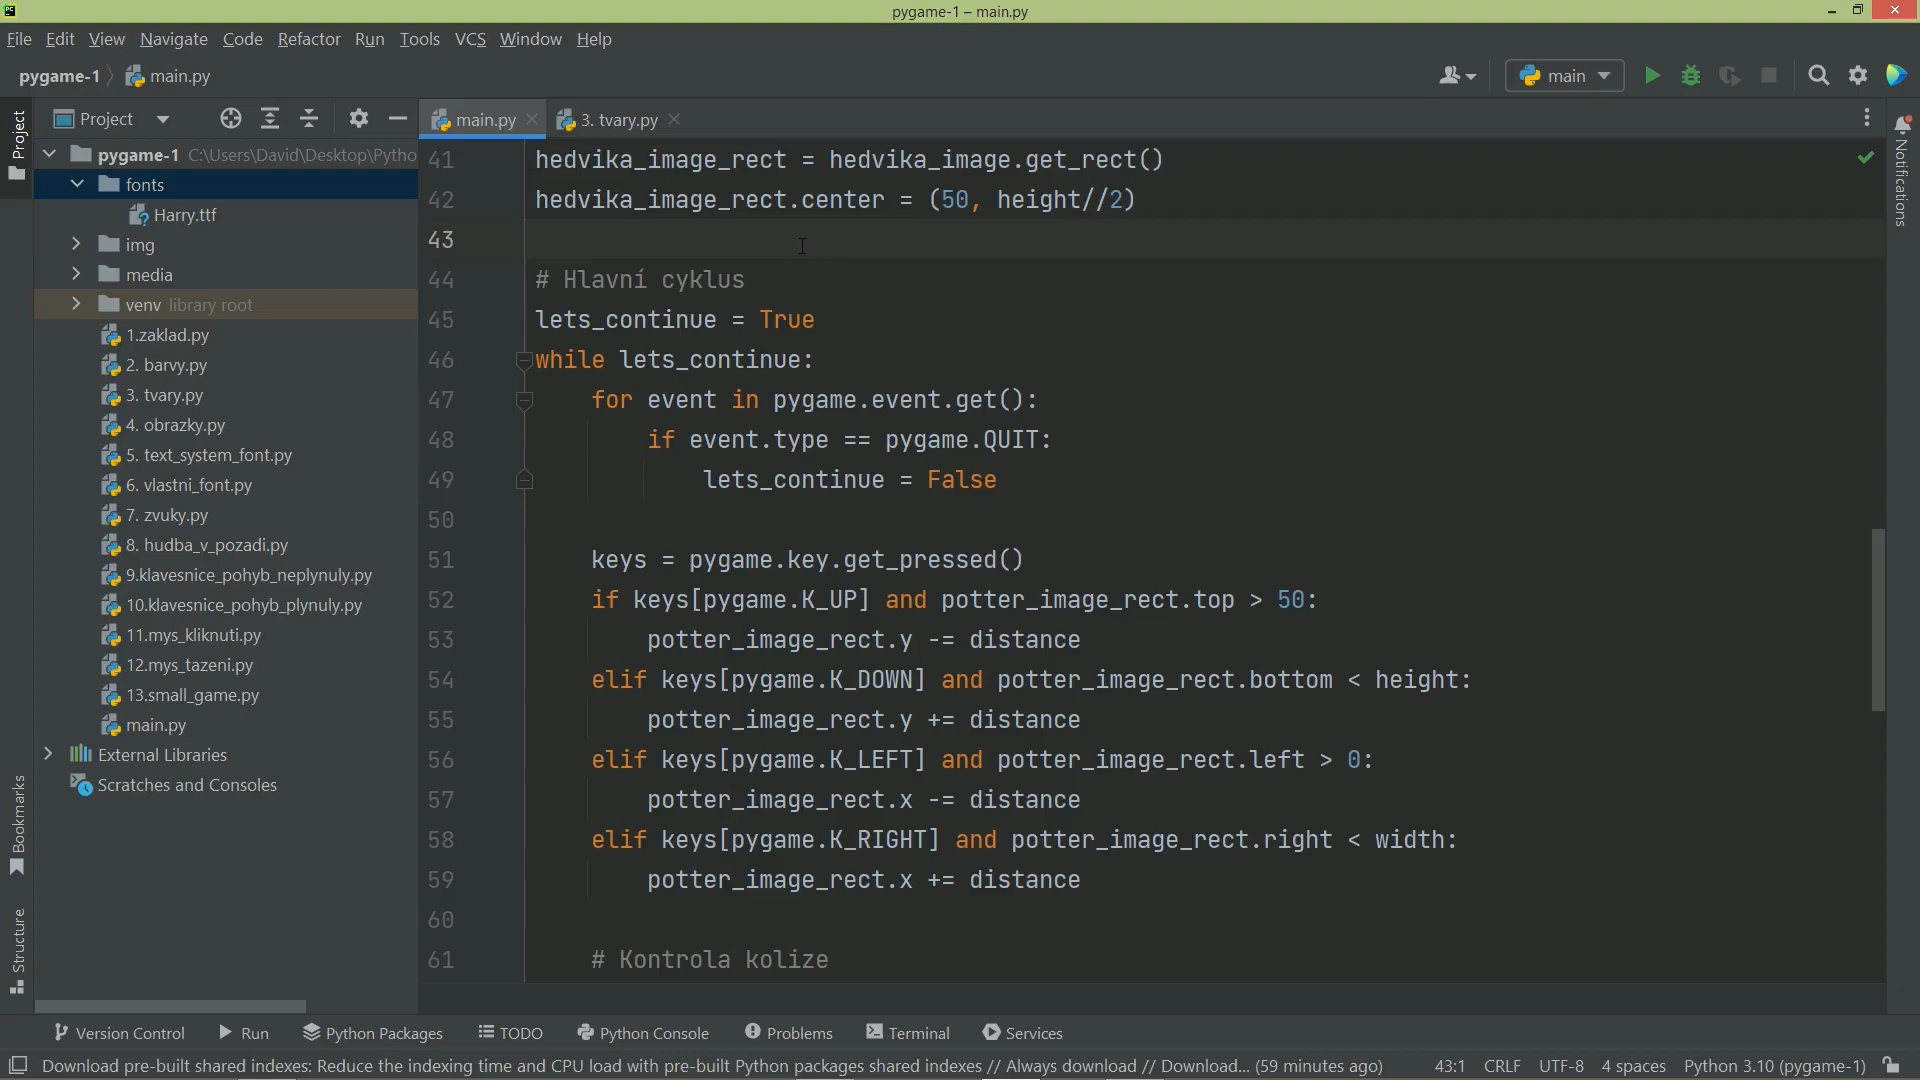 pygame-1 – main.py
File Edit View Navigate Code Refactor Run Tools VCS Window Help
pygame-1 main.py
main
Project
main.py
3. tvary.py
Project
Bookmarks
Structure
Notifications
pygame-1 C:\Users\David\Desktop\Pytho
fonts
Harry.ttf
img
media
venv library root
1.zaklad.py
2. barvy.py
3. tvary.py
4. obrazky.py
5. text_system_font.py
6. vlastni_font.py
7. zvuky.py
8. hudba_v_pozadi.py
9.klavesnice_pohyb_neplynuly.py
10.klavesnice_pohyb_plynuly.py
11.mys_kliknuti.py
12.mys_tazeni.py
13.small_game.py
main.py
External Libraries
Scratches and Consoles
41 hedvika_image_rect = hedvika_image.get_rect()
42 hedvika_image_rect.center = (50, height//2)
43
44 # Hlavní cyklus
45 lets_continue = True
46 while lets_continue:
47 for event in pygame.event.get():
48 if event.type == pygame.QUIT:
49 lets_continue = False
50
51 keys = pygame.key.get_pressed()
52 if keys[pygame.K_UP] and potter_image_rect.top > 50:
53 potter_image_rect.y -= distance
54 elif keys[pygame.K_DOWN] and potter_image_rect.bottom < height:
55 potter_image_rect.y += distance
56 elif keys[pygame.K_LEFT] and potter_image_rect.left > 0:
57 potter_image_rect.x -= distance
58 elif keys[pygame.K_RIGHT] and potter_image_rect.right < width:
59 potter_image_rect.x += distance
60
61 # Kontrola kolize
Version Control Run Python Packages TODO Python Console Problems Terminal Services
Download pre-built shared indexes: Reduce the indexing time and CPU load with pre-built Python packages shared indexes // Always download // Download... (59 minutes ago) 43:1 CRLF UTF-8 4 spaces Python 3.10 (pygame-1)